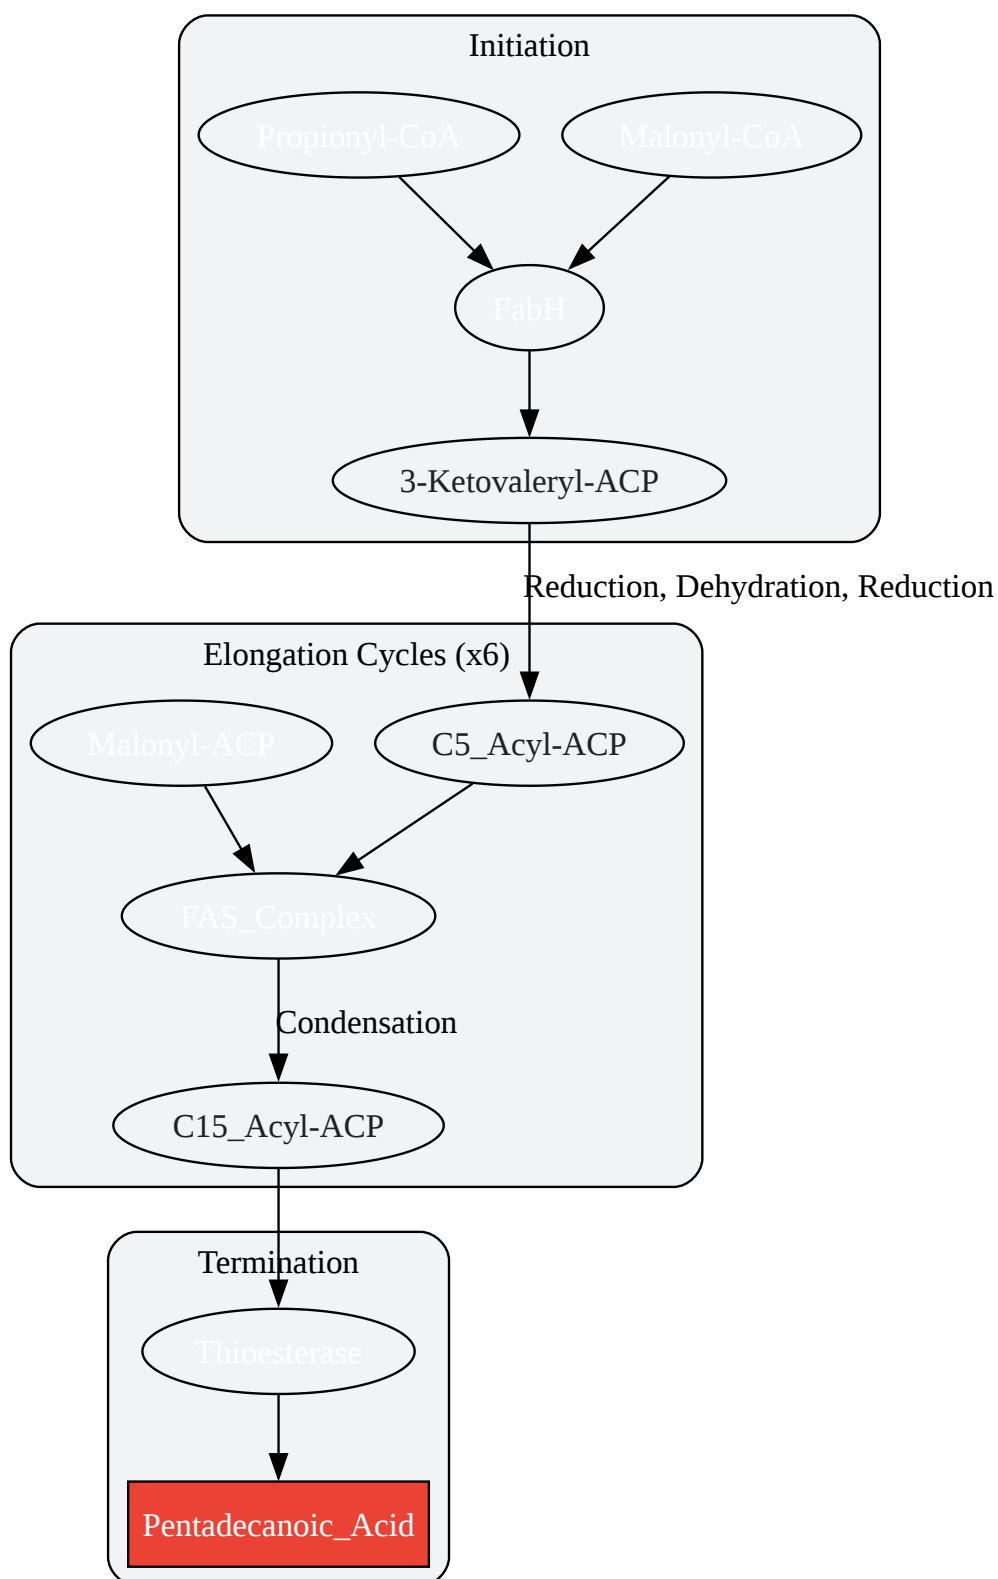 Initiation
Propionyl-CoA
Malonyl-CoA
FabH
3-Ketovaleryl-ACP
Reduction, Dehydration, Reduction
Elongation Cycles (x6)
Malonyl-ACP
C5_Acyl-ACP
FAS_Complex
Condensation
C15_Acyl-ACP
Termination
Thioesterase
Pentadecanoic_Acid